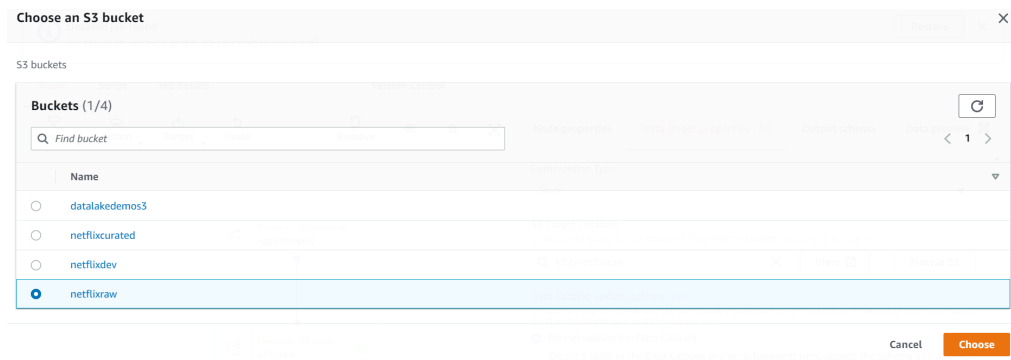 Choose an S3 bucket
S3 buckets
Buckets (1/4)
Find bucket
1
Name
datalakedemos3
netflixcurated
netflixdev
netflixraw
Cancel
Choose